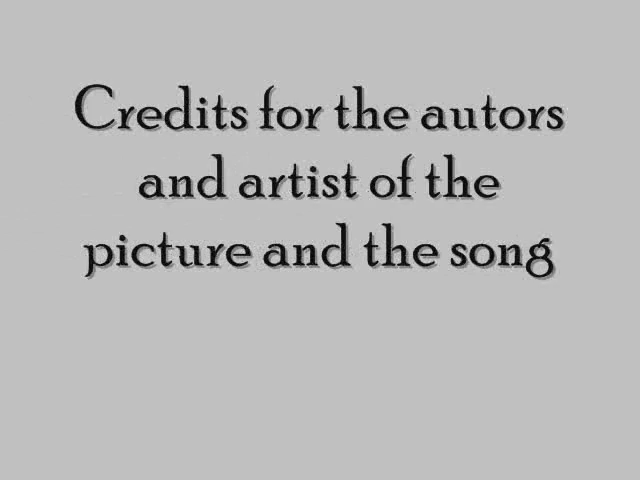 Credits for the autors
and artist of the
picture and the song